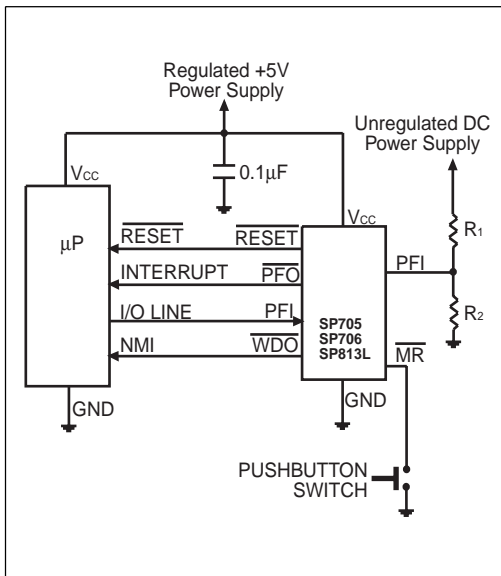 Regulated +5V
Power Supply
Unregulated DC
Power Supply
0.1µF
VCC
VCC
µP
RESET
RESET
R1
INTERRUPT
PFO
PFI
I/O LINE
PFI
SP705
SP706
SP813L
R2
NMI
WDO
MR
GND
GND
PUSHBUTTON
SWITCH